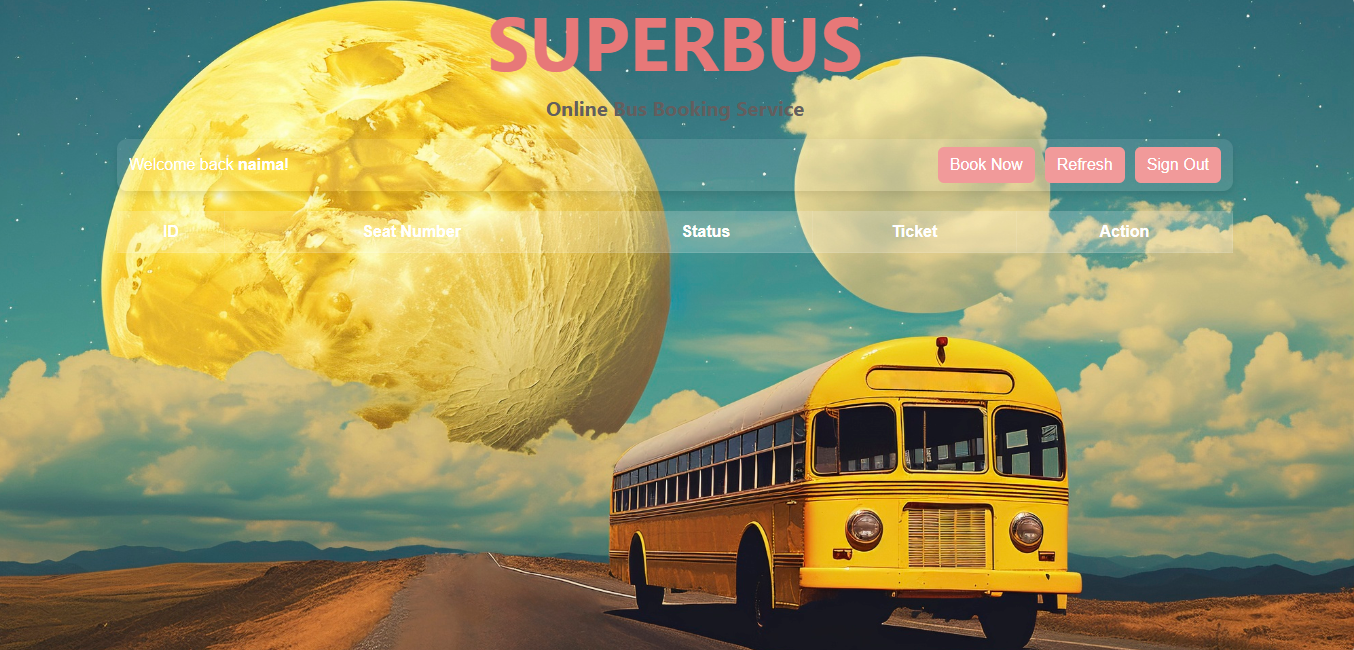 SUPERBUS
Online Bus Booking Service
Welcome back naima!
Book Now
Refresh
Sign Out
ID
Seat Number
Status
Ticket
Action